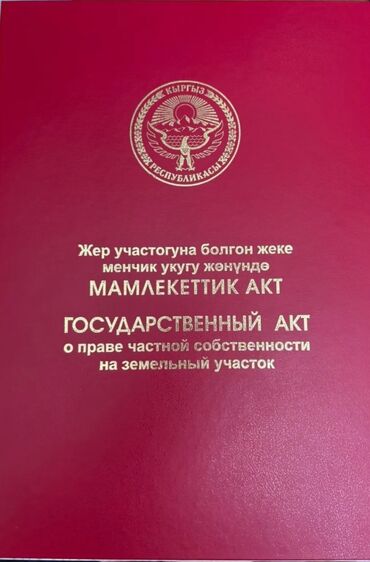 КЫРГЫЗ
РЕСПУБЛИКАСЫ
Жер участогуна болгон жеке
менчик укугу жөнүндө
МАМЛЕКЕТТИК АКТ
ГОСУДАРСТВЕННЫЙ АКТ
о праве частной собственности
на земельный участок